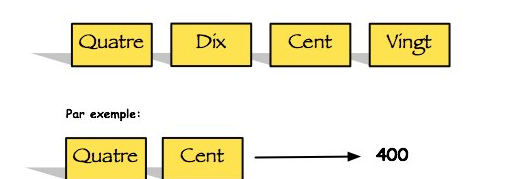 Quatre Dix Cent Vingt
Par exemple:
Quatre Cent 400